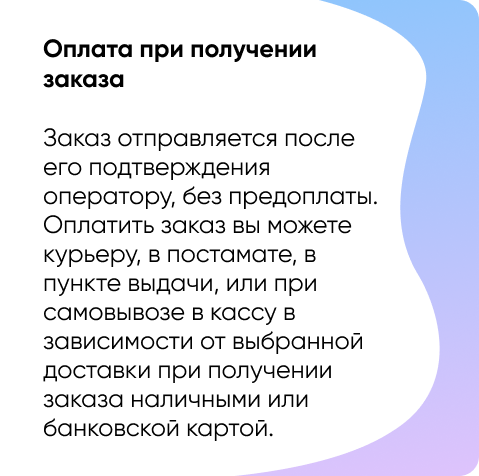 Оплата при получении
заказа
Заказ отправляется после
его подтверждения
оператору, без предоплаты.
Оплатить заказ вы можете
курьеру, в постамате, в
пункте выдачи, или при
самовывозе в кассу в
зависимости от выбранной
доставки при получении
заказа наличными или
банковской картой.